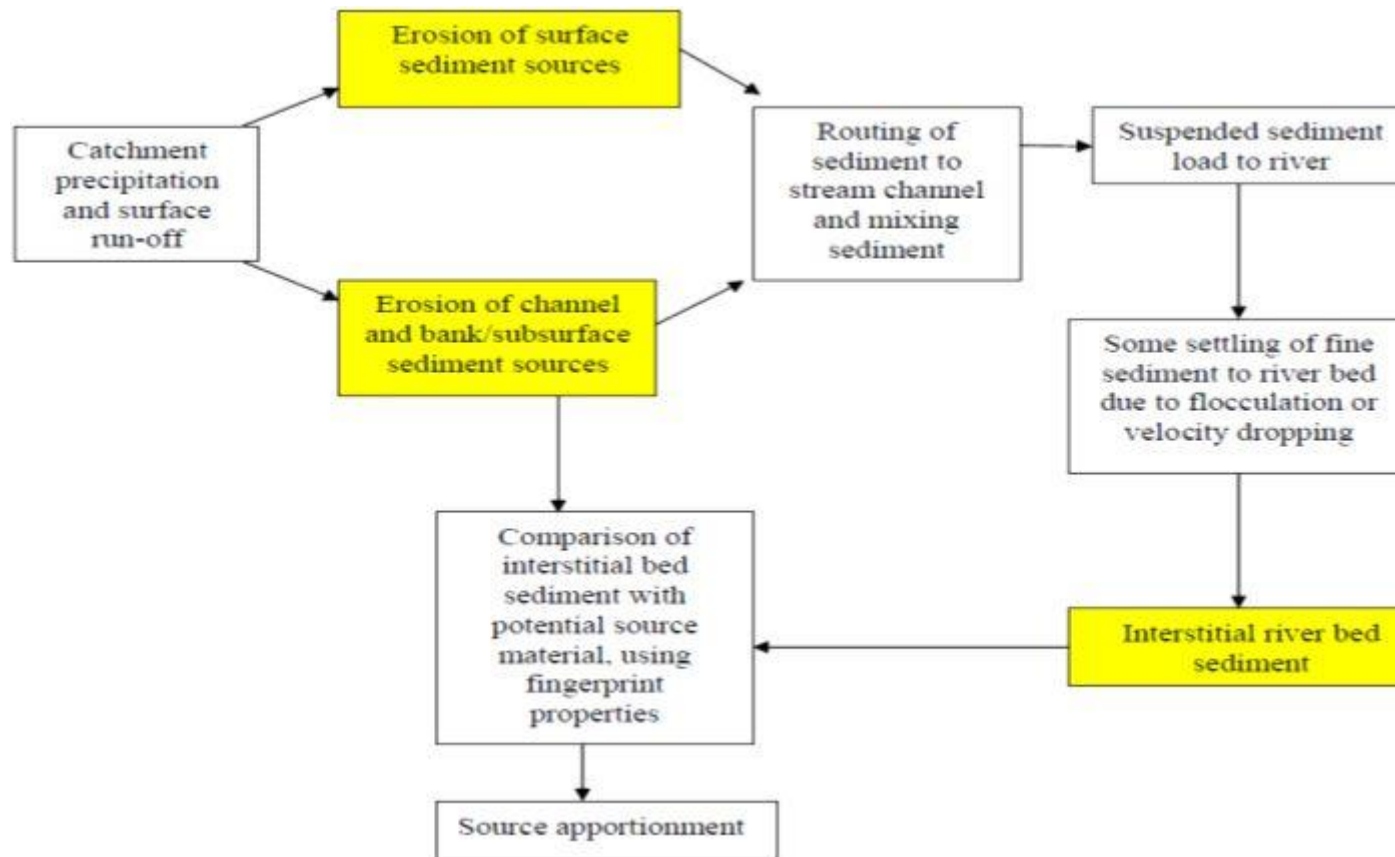 Erosion of surface
sediment sources
Catchment
precipitation
and surface
run-off
Erosion of channel
and bank/subsurface
sediment sources
Routing of
sediment to
stream channel
and mixing
sediment
Suspended sediment
load to river
Some settling of fine
sediment to river bed
due to flocculation or
velocity dropping
Interstitial river bed
sediment
Comparison of
interstitial bed
sediment with
potential source
material, using
fingerprint
properties
Source apportionment